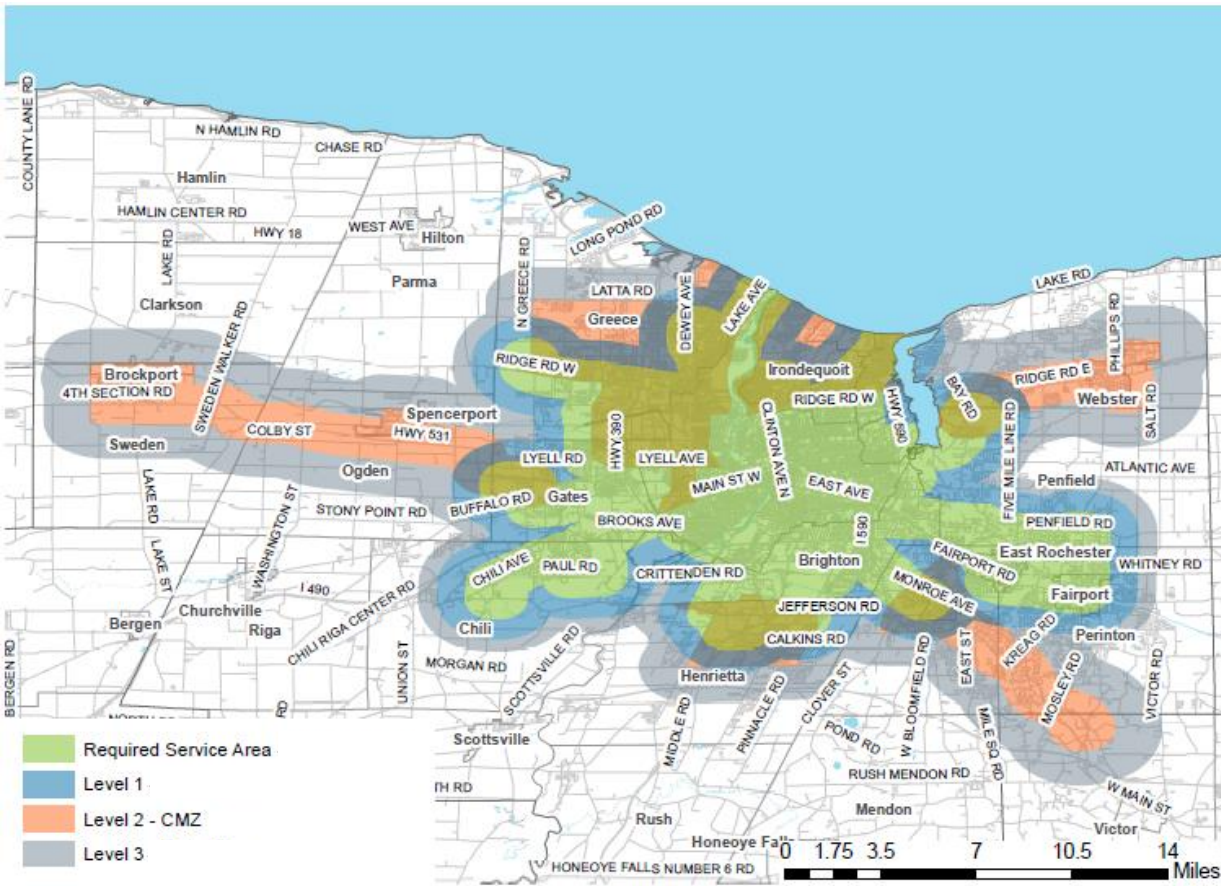 COUNTY LANE RD
N HAMLIN RD
CHASE RD
Hamlin
HAMLIN CENTER RD
HWY 18
WEST AVE
Hilton
LAKE RD
Parma
Clarkson
N GREECE RD
LONG POND RD
LATTA RD
Greece
DEWEY AVE
LAKE AVE
LAKE RD
PHILLIPS RD
SWEDEN WALKER RD
RIDGE RD W
Irondequoit
RIDGE RD W
HWY 590
BAY RD
RIDGE RD E
Webster
SALT RD
Brockport
4TH SECTION RD
Spencerport
COLBY ST
HWY 531
Sweden
Ogden
LYELL RD
HWY 390
LYELL AVE
CLINTON AVE N
MAIN ST W
EAST AVE
FIVE MILE LINE RD
ATLANTIC AVE
Penfield
BUFFALO RD
Gates
STONY POINT RD
BROOKS AVE
I 590
PENFIELD RD
LAKE RD
WASHINGTON ST
LAKE ST
CHILI AVE
PAUL RD
CRITTENDEN RD
Brighton
FAIRPORT RD
East Rochester
WHITNEY RD
MONROE AVE
Fairport
I 490
Churchville
Riga
Bergen
CHILI RIGA CENTER RD
Chili
JEFFERSON RD
CALKINS RD
Perinton
EAST ST
KREAG RD
MORGAN RD
UNION ST
SCOTTSVILLE RD
Henrietta
BERGEN RD
MIDDLE RD
PINNACLE RD
CLOVER ST
W BLOOMFIELD RD
MOSLEY RD
VICTOR RD
MILE SQ RD
POND RD
Scottsville
RUSH MENDON RD
W MAIN ST
TH RD
Rush
Mendon
Victor
Honeoye Fa
HONEOYE FALLS NUMBER 6 RD
Required Service Area
Level 1
Level 2 - CMZ
Level 3
0 1.75 3.5 7 10.5 14
Miles